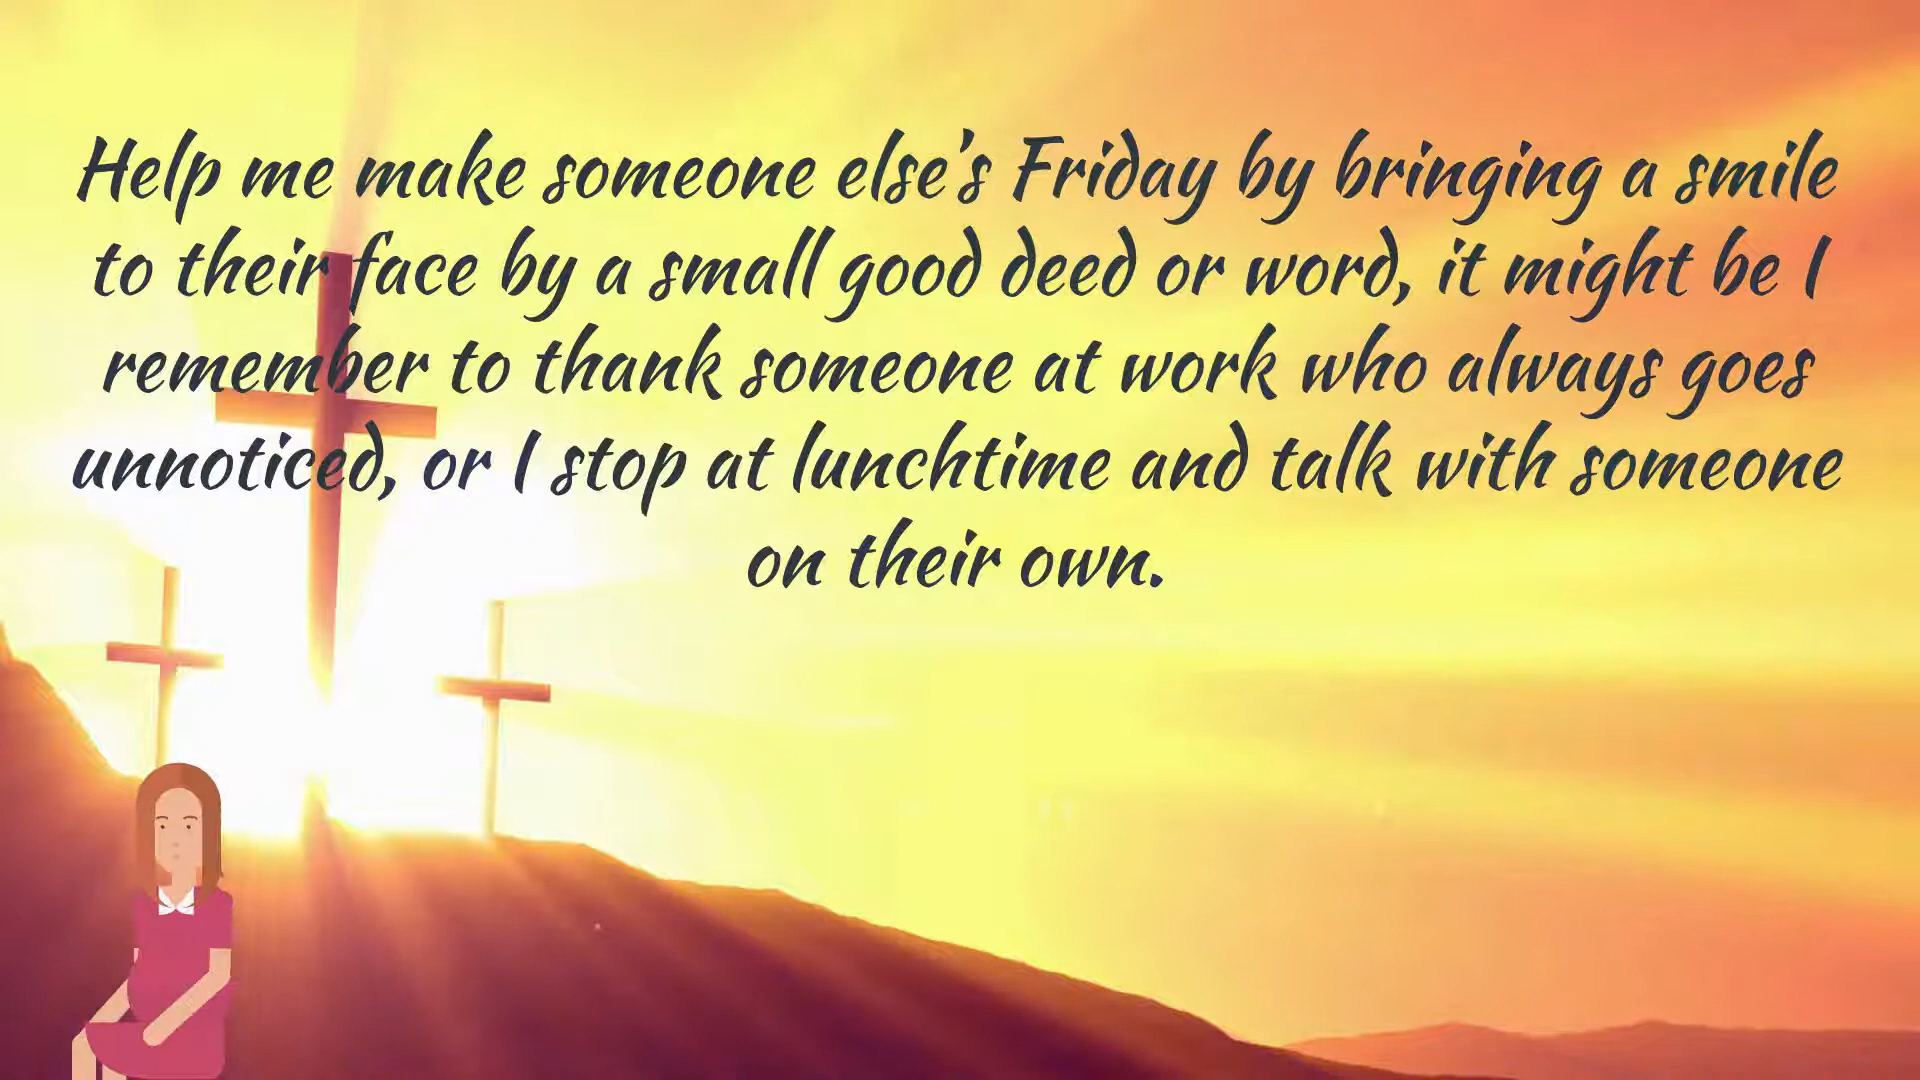 Help me make someone else's Friday by bringing a smile
to their face by a small good deed or word, it might be I
remember to thank someone at work who always goes
unnoticed, or I stop at lunchtime and talk with someone
on their own.